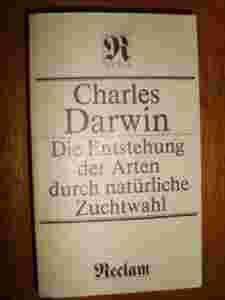 R
Charles
Darwin
Die Entstehung
der Arten
durch natürliche
Zuchtwahl
Reclam